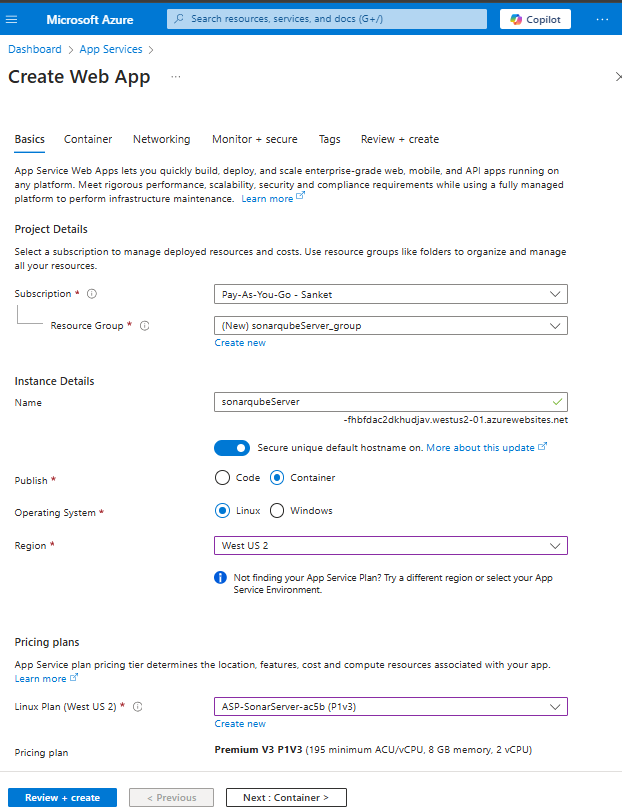 Microsoft Azure
Search resources, services, and docs (G+/)
Copilot
Dashboard > App Services >
Create Web App
Basics Container Networking Monitor + secure Tags Review + create
App Service Web Apps lets you quickly build, deploy, and scale enterprise-grade web, mobile, and API apps running on
any platform. Meet rigorous performance, scalability, security and compliance requirements while using a fully managed
platform to perform infrastructure maintenance. Learn more
Project Details
Select a subscription to manage deployed resources and costs. Use resource groups like folders to organize and manage
all your resources.
Subscription *
Pay-As-You-Go - Sanket
Resource Group *
(New) sonarqubeServer_group
Create new
Instance Details
Name
sonarqubeServer
-fhbfdac2dkhudjav.westus2-01.azurewebsites.net
Secure unique default hostname on. More about this update
Publish *
Code Container
Operating System *
Linux Windows
Region *
West US 2
Not finding your App Service Plan? Try a different region or select your App
Service Environment.
Pricing plans
App Service plan pricing tier determines the location, features, cost and compute resources associated with your app.
Learn more
Linux Plan (West US 2) *
ASP-SonarServer-ac5b (P1v3)
Create new
Pricing plan
Premium V3 P1V3 (195 minimum ACU/vCPU, 8 GB memory, 2 vCPU)
Review + create
< Previous
Next : Container >